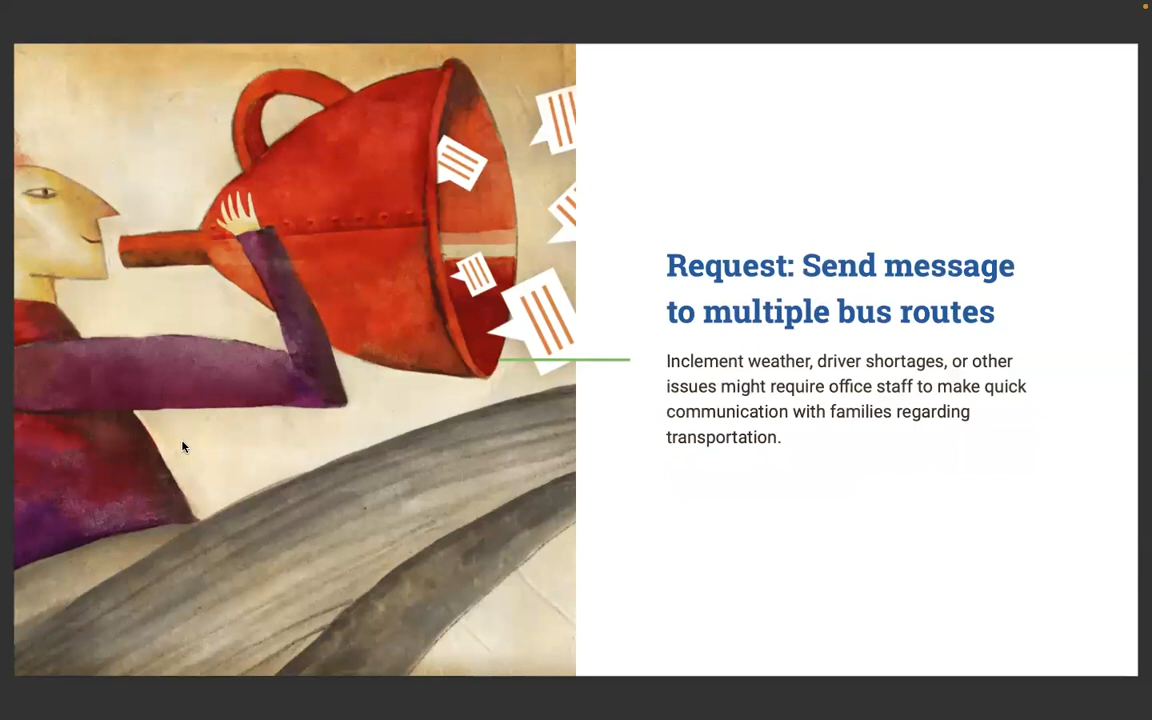 Request: Send message
to multiple bus routes
Inclement weather, driver shortages, or other
issues might require office staff to make quick
communication with families regarding
transportation.